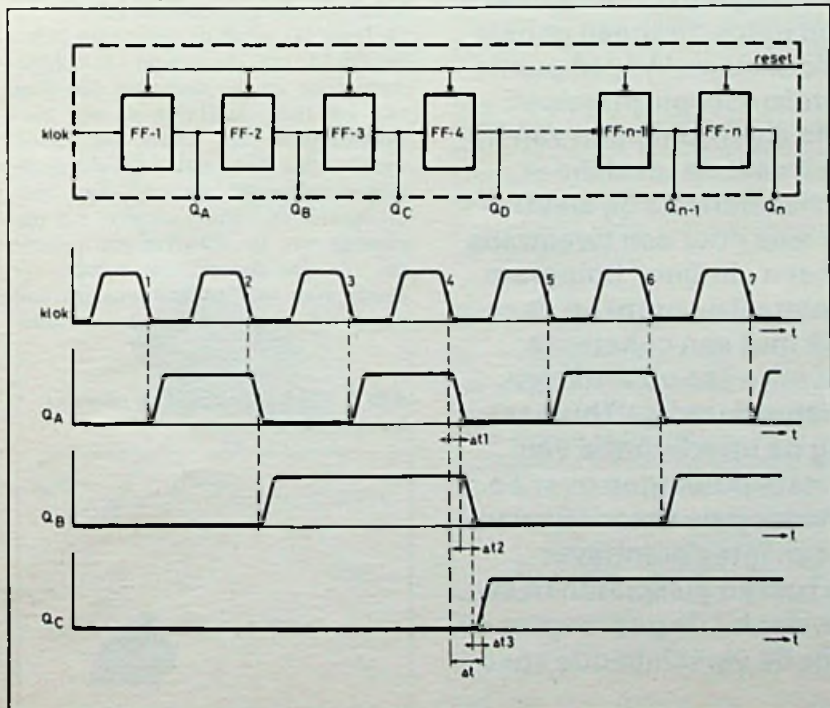 reset
klok FF-1 FF-2 FF-3 FF-4 FF-n-1 FF-n
QA QB QC QD Qn-1 Qn
1 2 3 4 5 6 7
klok
t
QA
Δt1
t
QB
Δt2
t
QC
Δt3
t
Δt